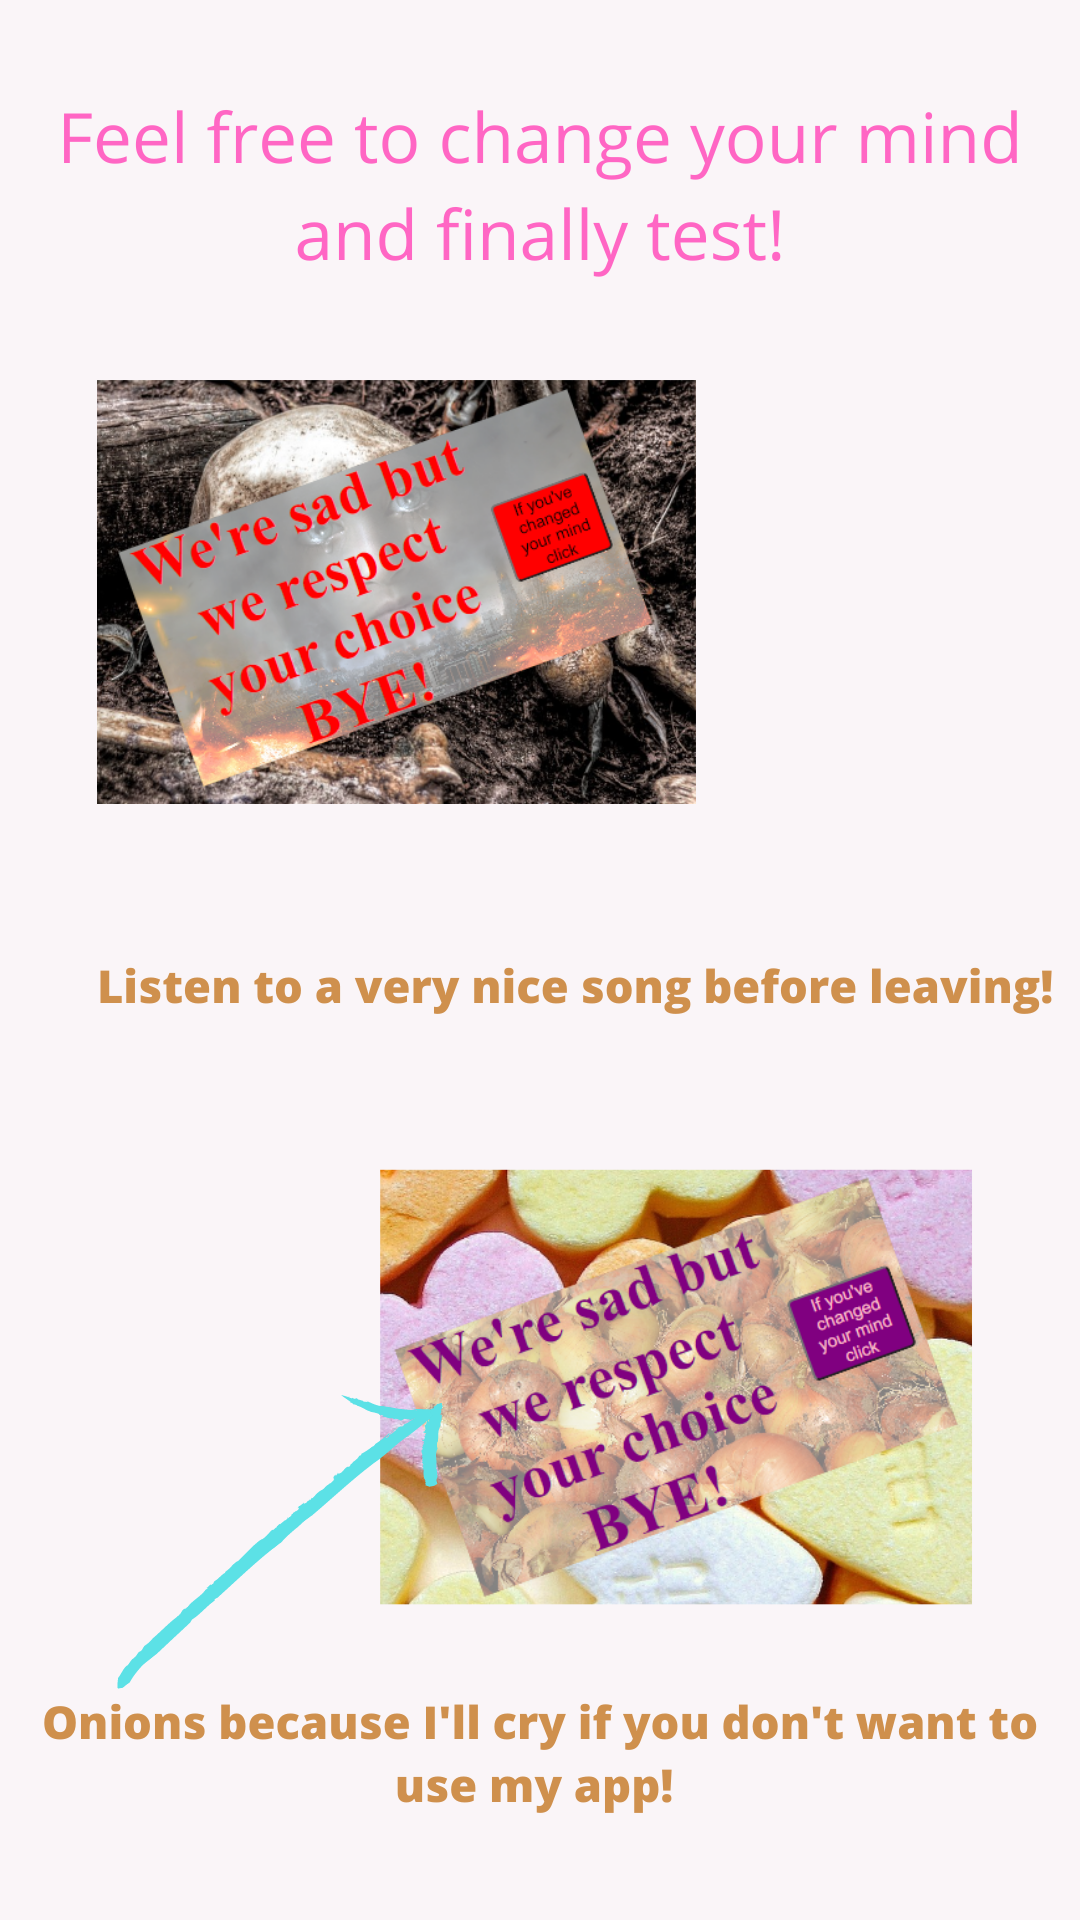 Feel free to change your mind
and finally test!
We're sad but
we respect
your choice
BYE!
If you've
changed
your mind
click
Listen to a very nice song before leaving!
We're sad but
we respect
your choice
BYE!
If you've
changed
your mind
click
Onions because I'll cry if you don't want to
use my app!